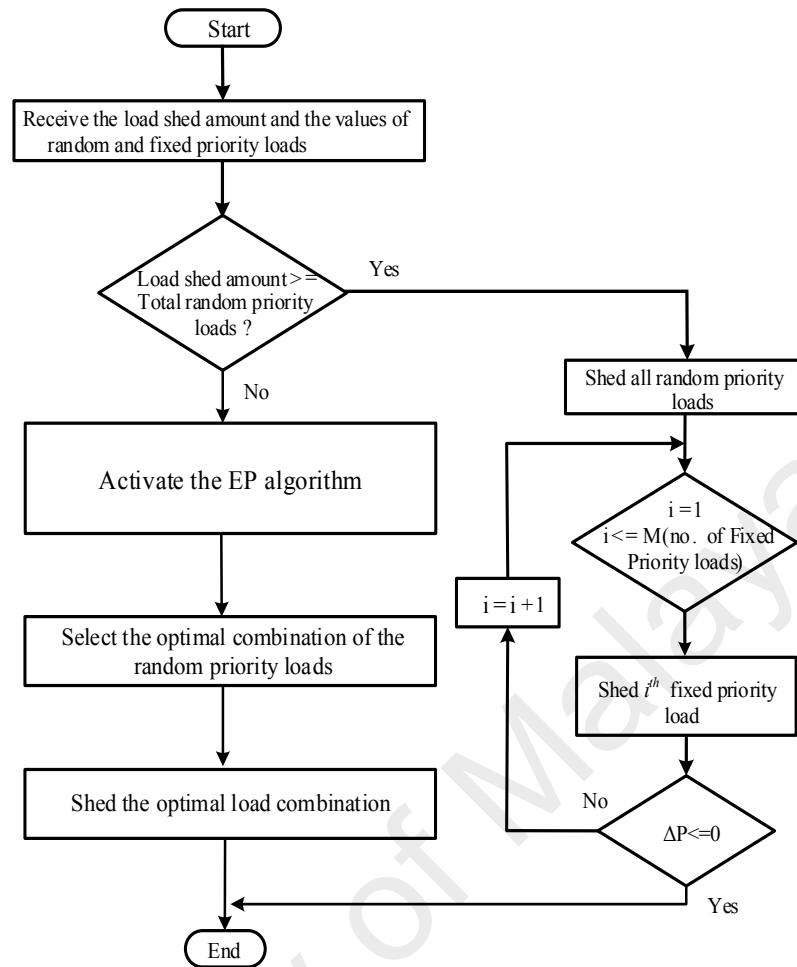 Start
Receive the load shed amount and the values of
random and fixed priority loads
Load shed amount>=
Total random priority
loads ?
Yes
No
Shed all random priority
loads
Activate the EP algorithm
i =1
i<= M(no. of Fixed
Priority loads)
i = i +1
Select the optimal combination of the
random priority loads
Shed ith fixed priority
load
Shed the optimal load combination
No
ΔP<=0
Yes
End
of Malaya